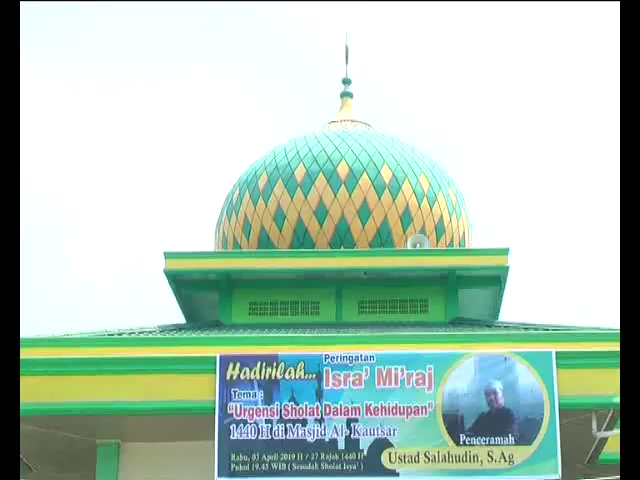 Hadirilah...
Peringatan
Isra' Mi'raj
Tema :
"Urgensi Sholat Dalam Kehidupan"
1440 H di Masjid Al- Kautsar
Rabu, 03 April 2019 H / 27 Rajab 1440 H
Pukul 19.45 WIB ( Sesudah Sholat Isya' )
Penceramah
Ustad Salahudin, S.Ag